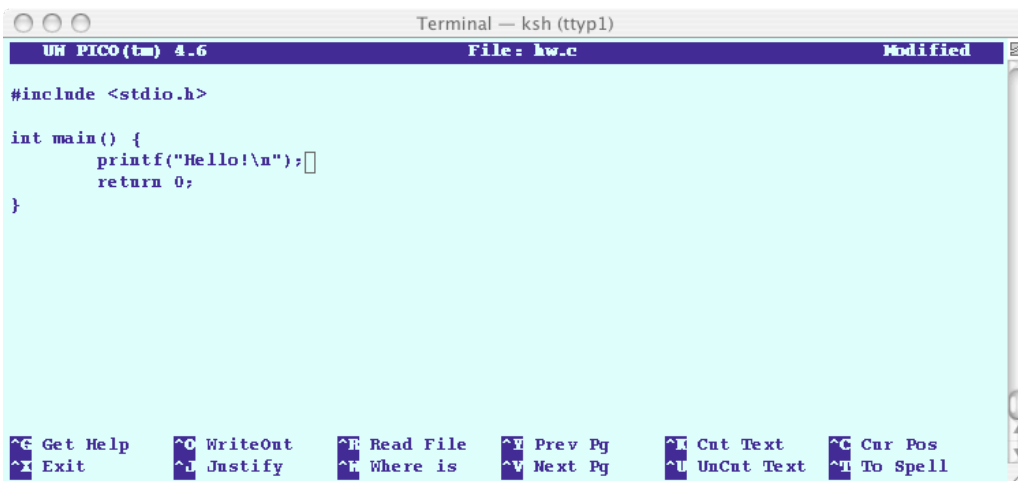 Terminal — ksh (ttyp1)
UW PICO(tm) 4.6 File: hw.c Modified
#include <stdio.h>
int main() {
        printf("Hello!\n");
        return 0;
}
^G Get Help ^O WriteOut ^R Read File ^Y Prev Pg ^K Cut Text ^C Cur Pos
^X Exit ^J Justify ^W Where is ^V Next Pg ^U UnCut Text ^T To Spell